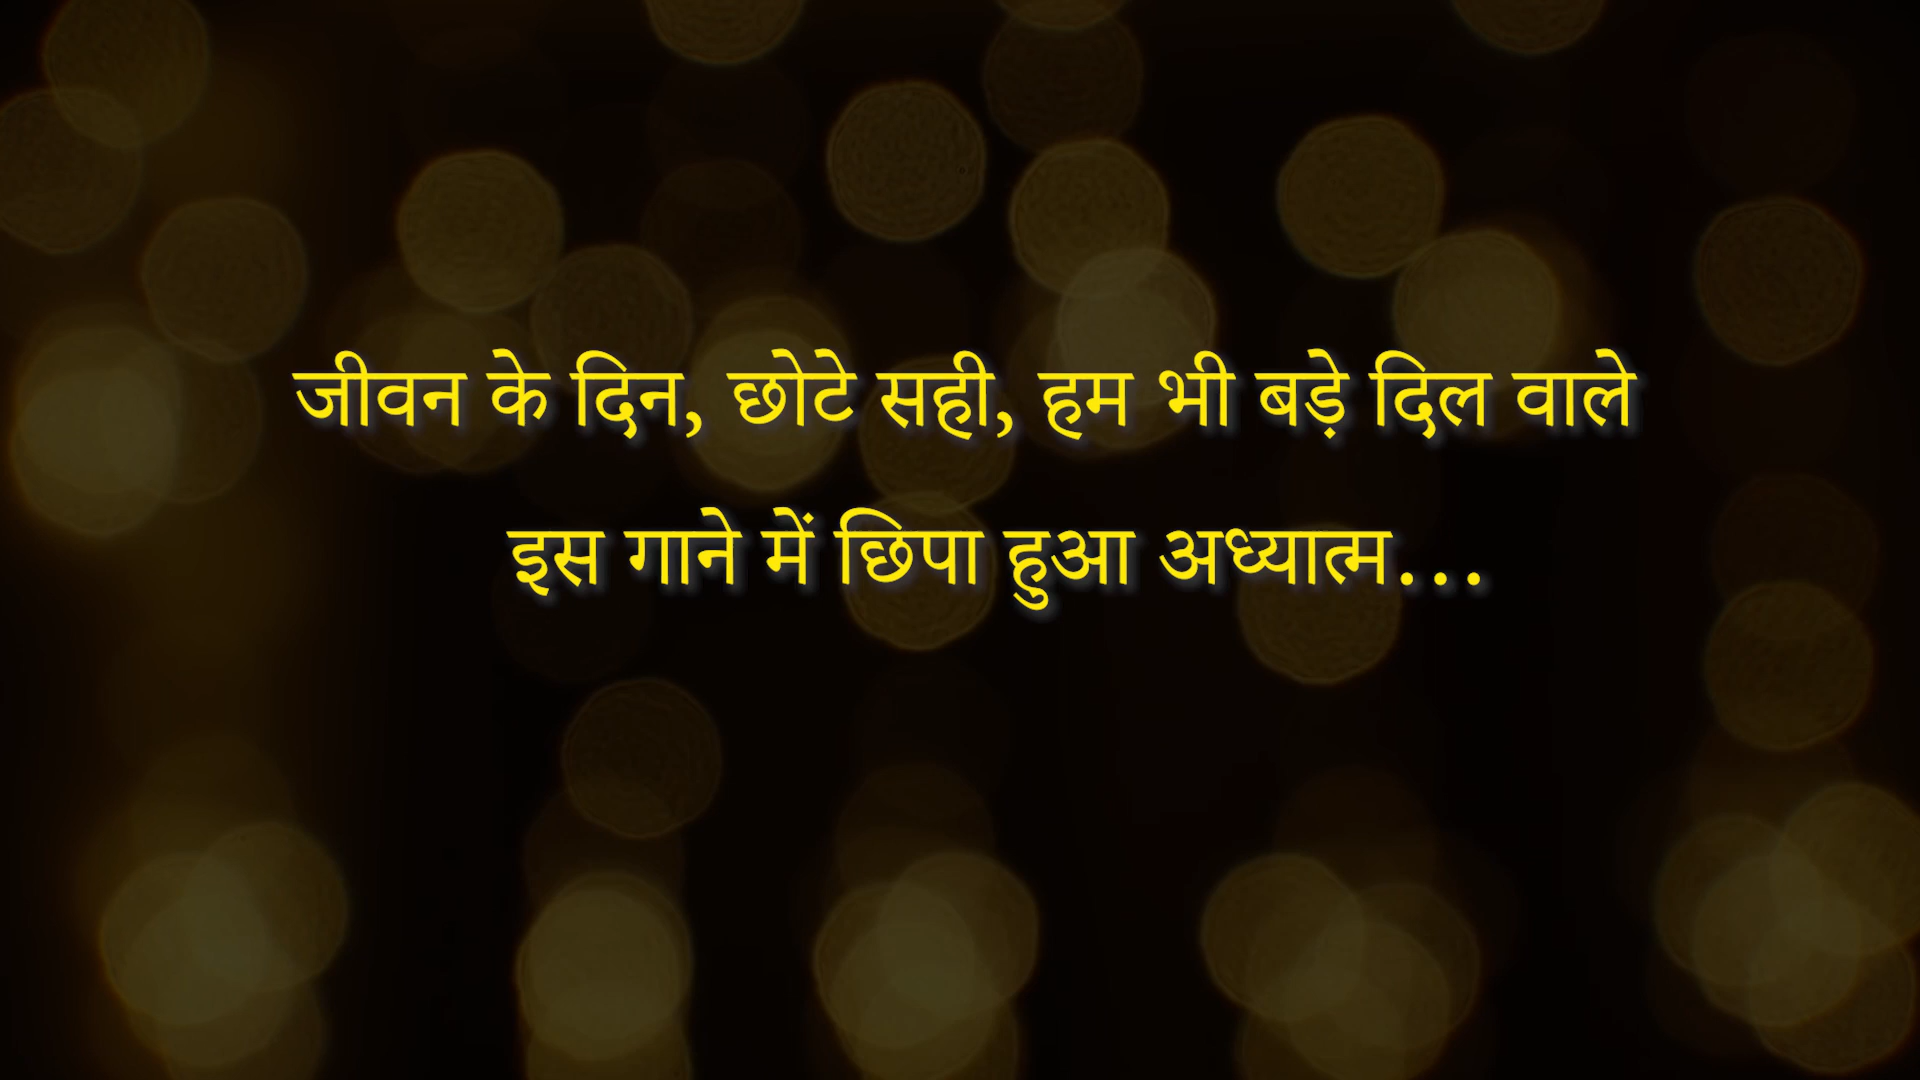 जीवन के दिन, छोटे सही, हम भी बड़े दिल वाले
इस गाने में छिपा हुआ अध्यात्म...